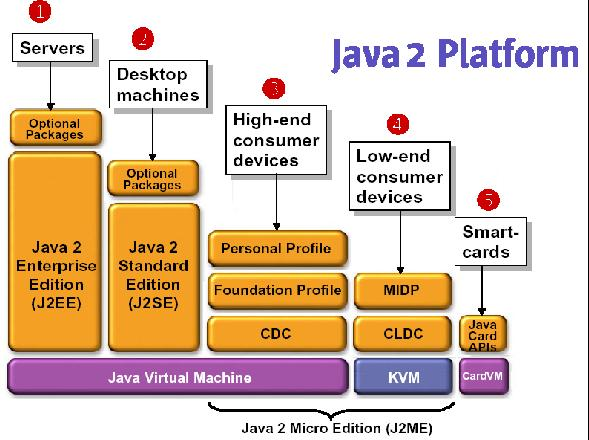 1
Servers
2
Desktop
machines
3
High-end
consumer
devices
4
Low-end
consumer
devices
5
Smart-
cards
Java 2 Platform
Optional
Packages
Java 2
Enterprise
Edition
(J2EE)
Optional
Packages
Java 2
Standard
Edition
(J2SE)
Personal Profile
Foundation Profile
CDC
MIDP
CLDC
Java
Card
APIs
Java Virtual Machine
KVM
CardVM
Java 2 Micro Edition (J2ME)